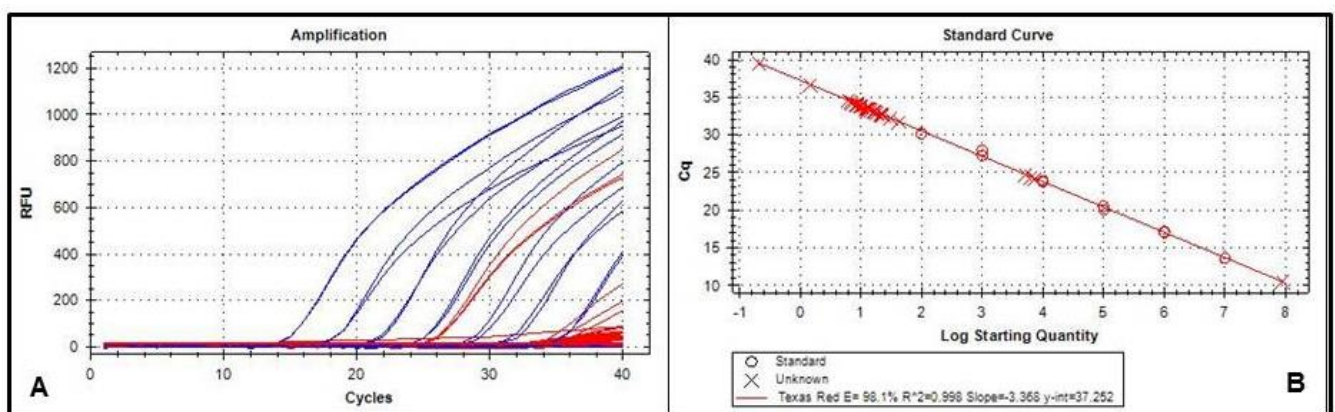 Amplification
1200
1000
800
600
400
200
0
RFU
0 10 20 30 40
Cycles
A
Standard Curve
40
35
30
25
20
15
10
Cq
-1 0 1 2 3 4 5 6 7 8
Log Starting Quantity
Standard
Unknown
Texas Red E= 98.1% R^2=0.998 Slope=-3.368 y-int=37.252
B